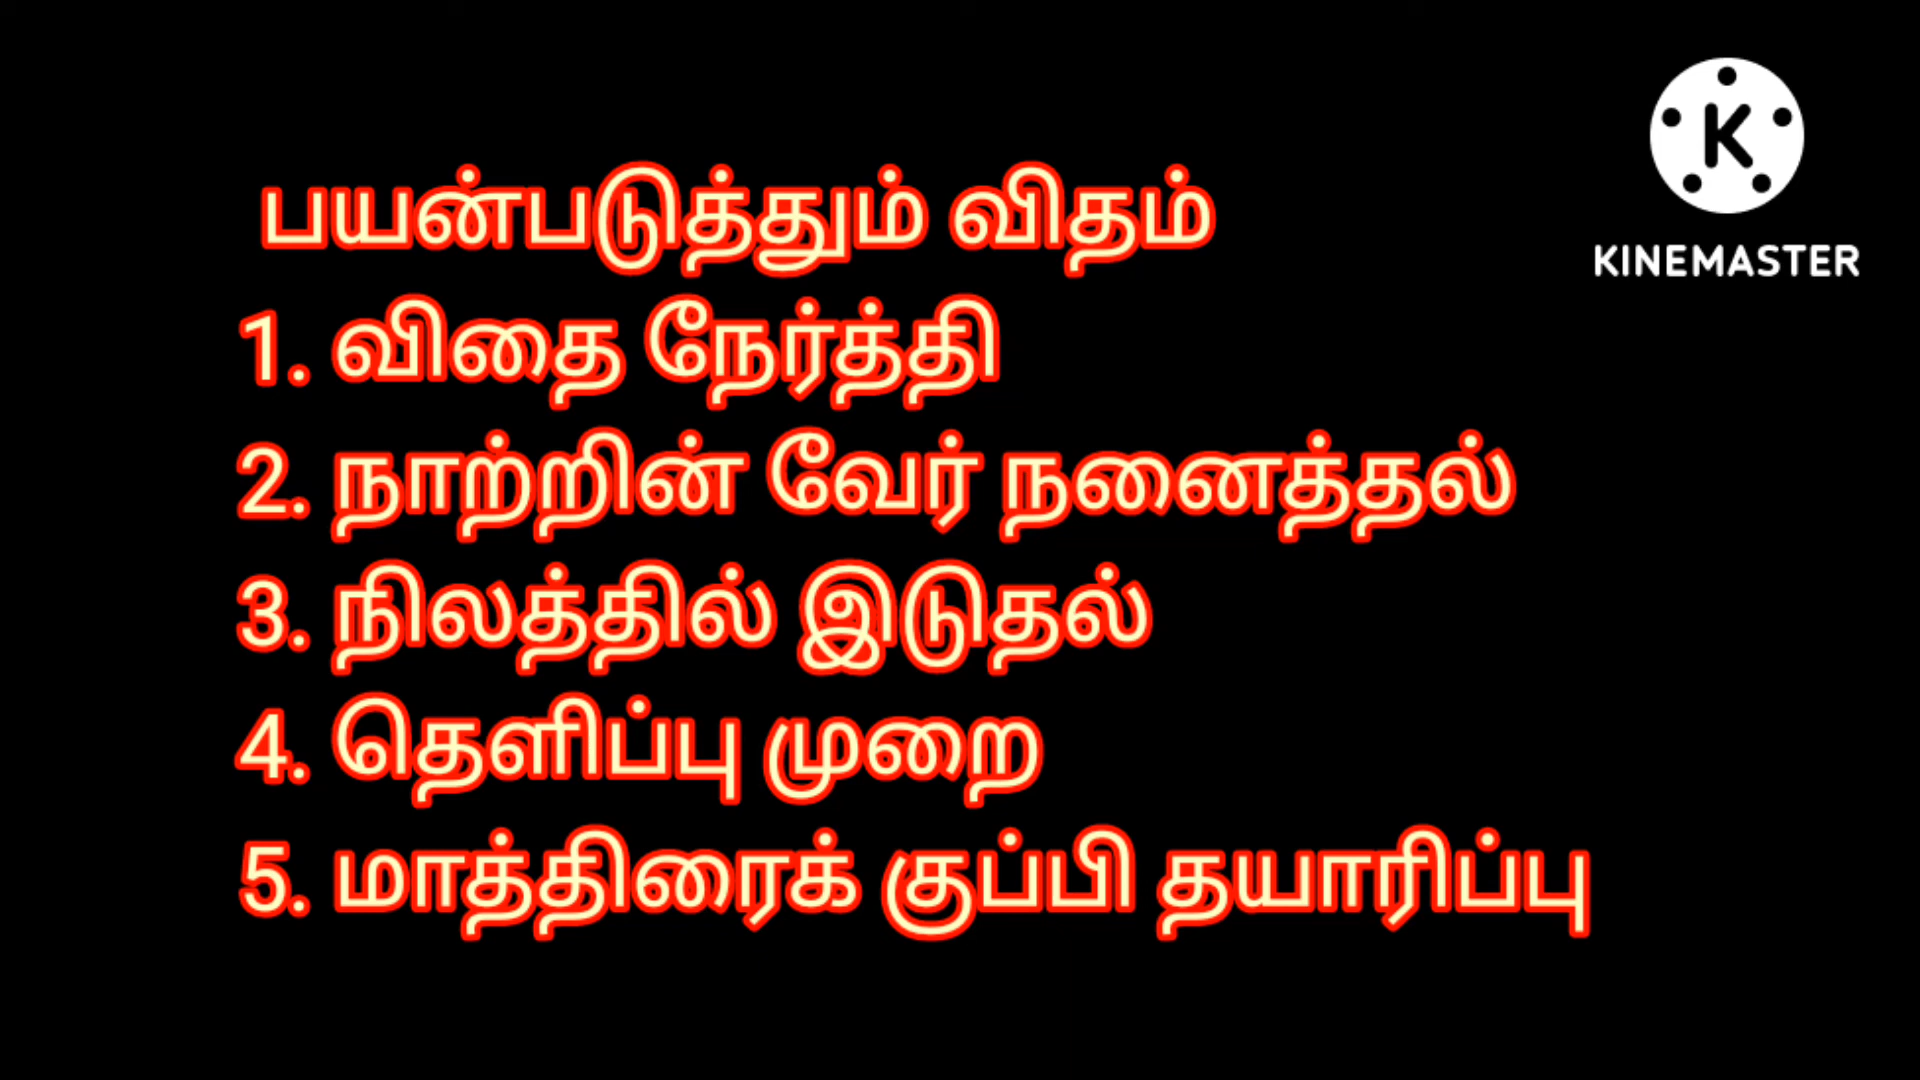 KINEMASTER
பயன்படுத்தும் விதம்
1. விதை நேர்த்தி
2. நாற்றின் வேர் நனைத்தல்
3. நிலத்தில் இடுதல்
4. தெளிப்பு முறை
5. மாத்திரைக் குப்பி தயாரிப்பு